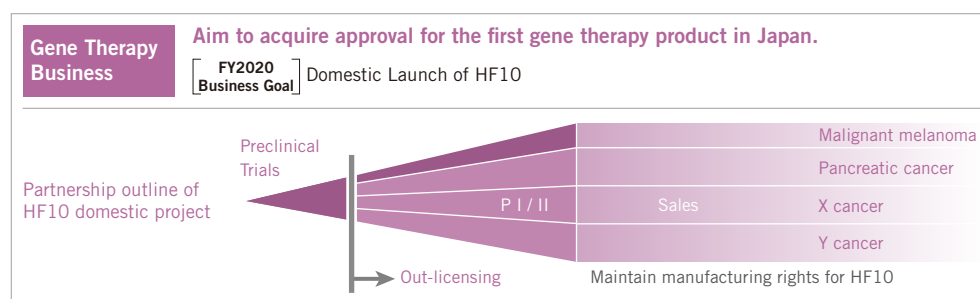 Gene Therapy
Business
Aim to acquire approval for the first gene therapy product in Japan.
FY2020
Business Goal
Domestic Launch of HF10
Preclinical
Trials
Partnership outline of
HF10 domestic project
P I / II
Sales
Malignant melanoma
Pancreatic cancer
X cancer
Y cancer
Out-licensing
Maintain manufacturing rights for HF10